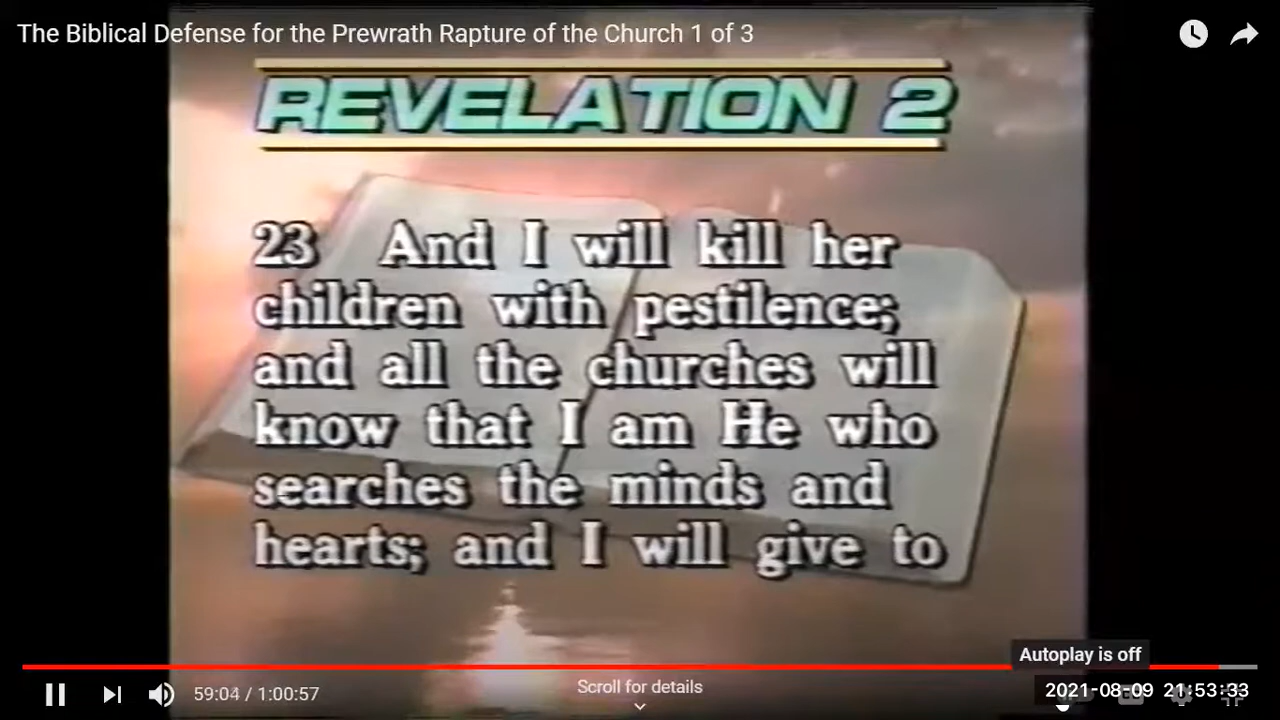 The Biblical Defense for the Prewrath Rapture of the Church 1 of 3
REVELATION 2
23 And I will kill her
children with pestilence;
and all the churches will
know that I am He who
searches the minds and
hearts; and I will give to
Autoplay is off
59:04 / 1:00:57
Scroll for details
2021-08-09 21:53:33